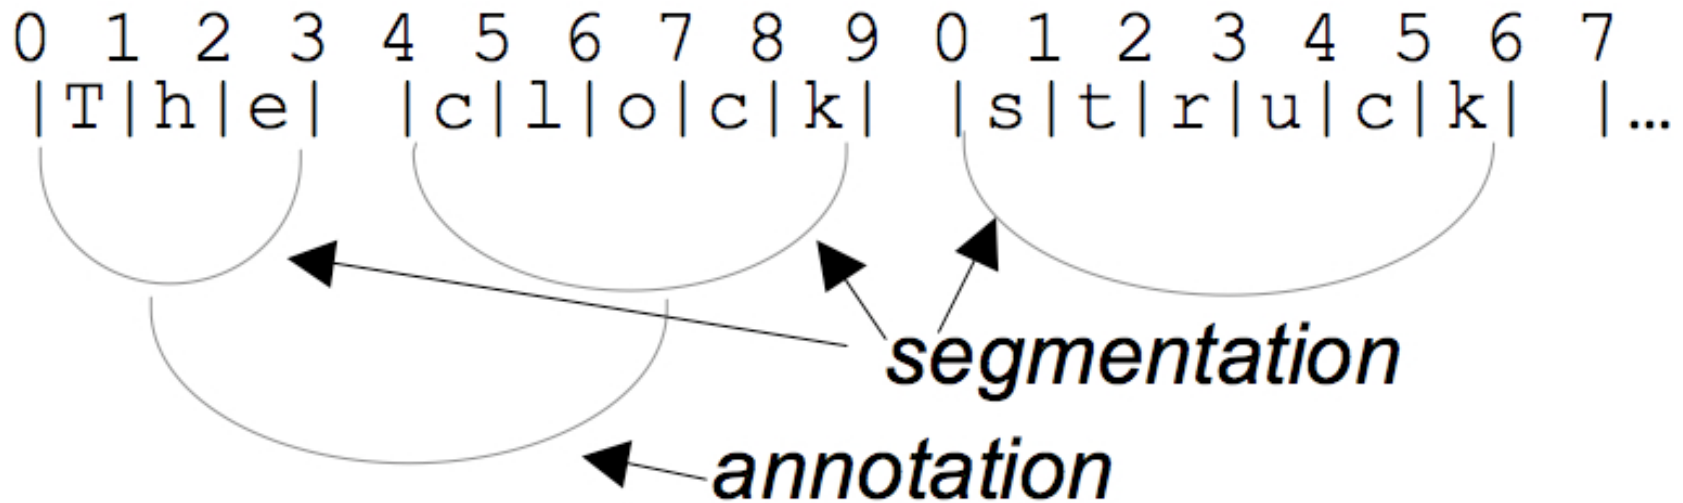 0 1 2 3 4 5 6 7 8 9 0 1 2 3 4 5 6 7
|T|h|e| |c|l|o|c|k| |s|t|r|u|c|k| |…
segmentation
annotation